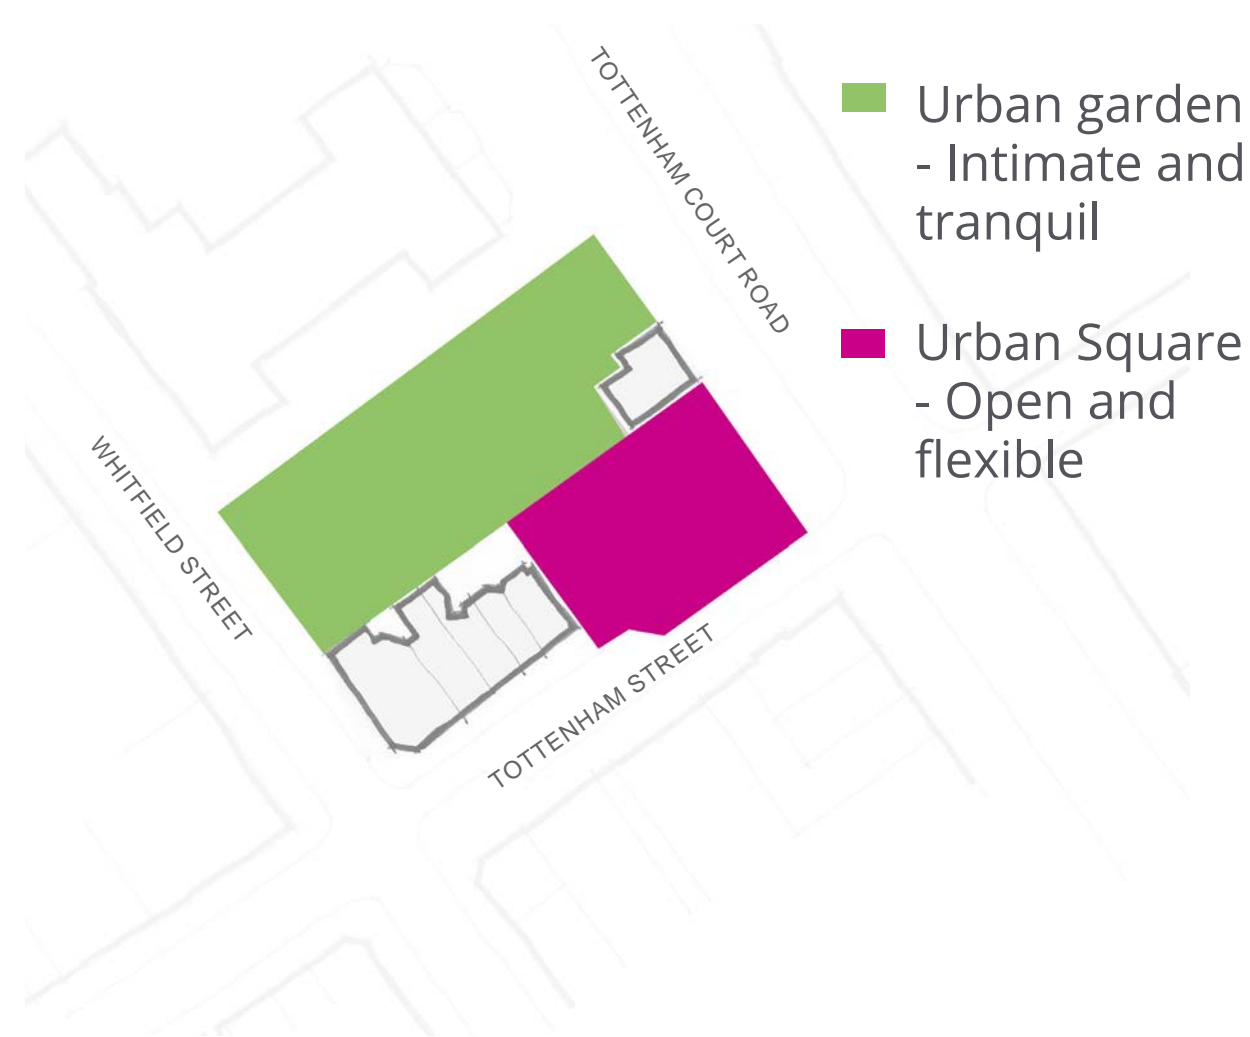 TOTTENHAM COURT ROAD
Urban garden
- Intimate and
tranquil
Urban Square
- Open and
flexible
WHITFIELD STREET
TOTTENHAM STREET